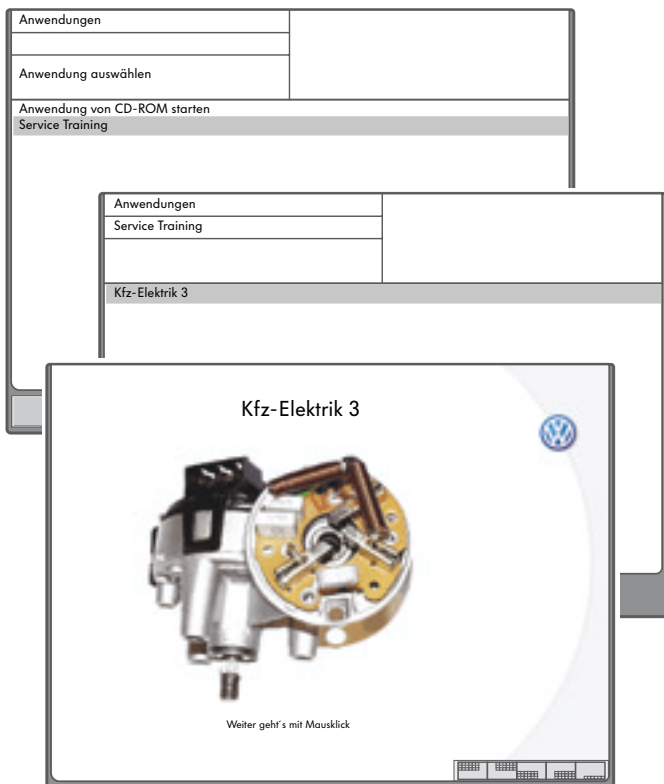 Anwendungen
Anwendung auswählen
Anwendung von CD-ROM starten
Service Training
Anwendungen
Service Training
Kfz-Elektrik 3
Kfz-Elektrik 3
Weiter geht´s mit Mausklick